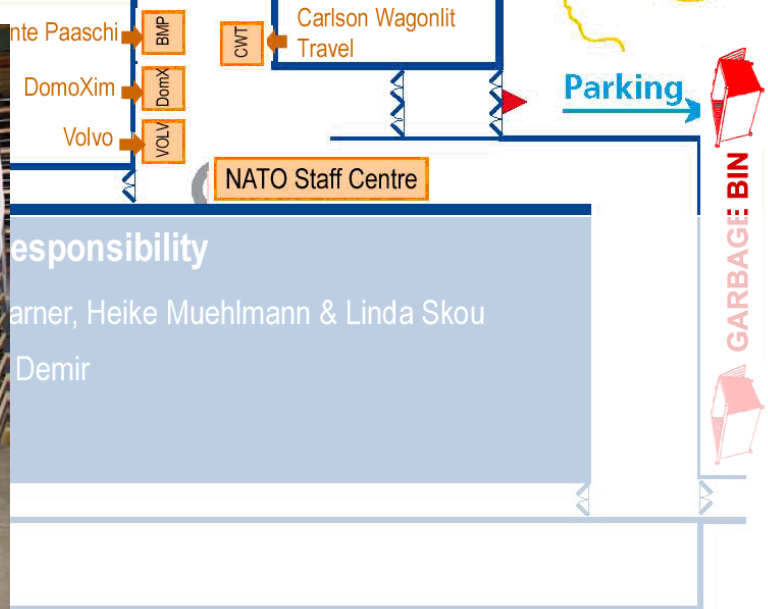 nte Paaschi
BMP
CWT
Carlson Wagonlit
Travel
DomoXim
DomX
Parking
Volvo
VOLV
NATO Staff Centre
GARBAGE BIN
esponsibility
arner, Heike Muehlmann & Linda Skou
Demir